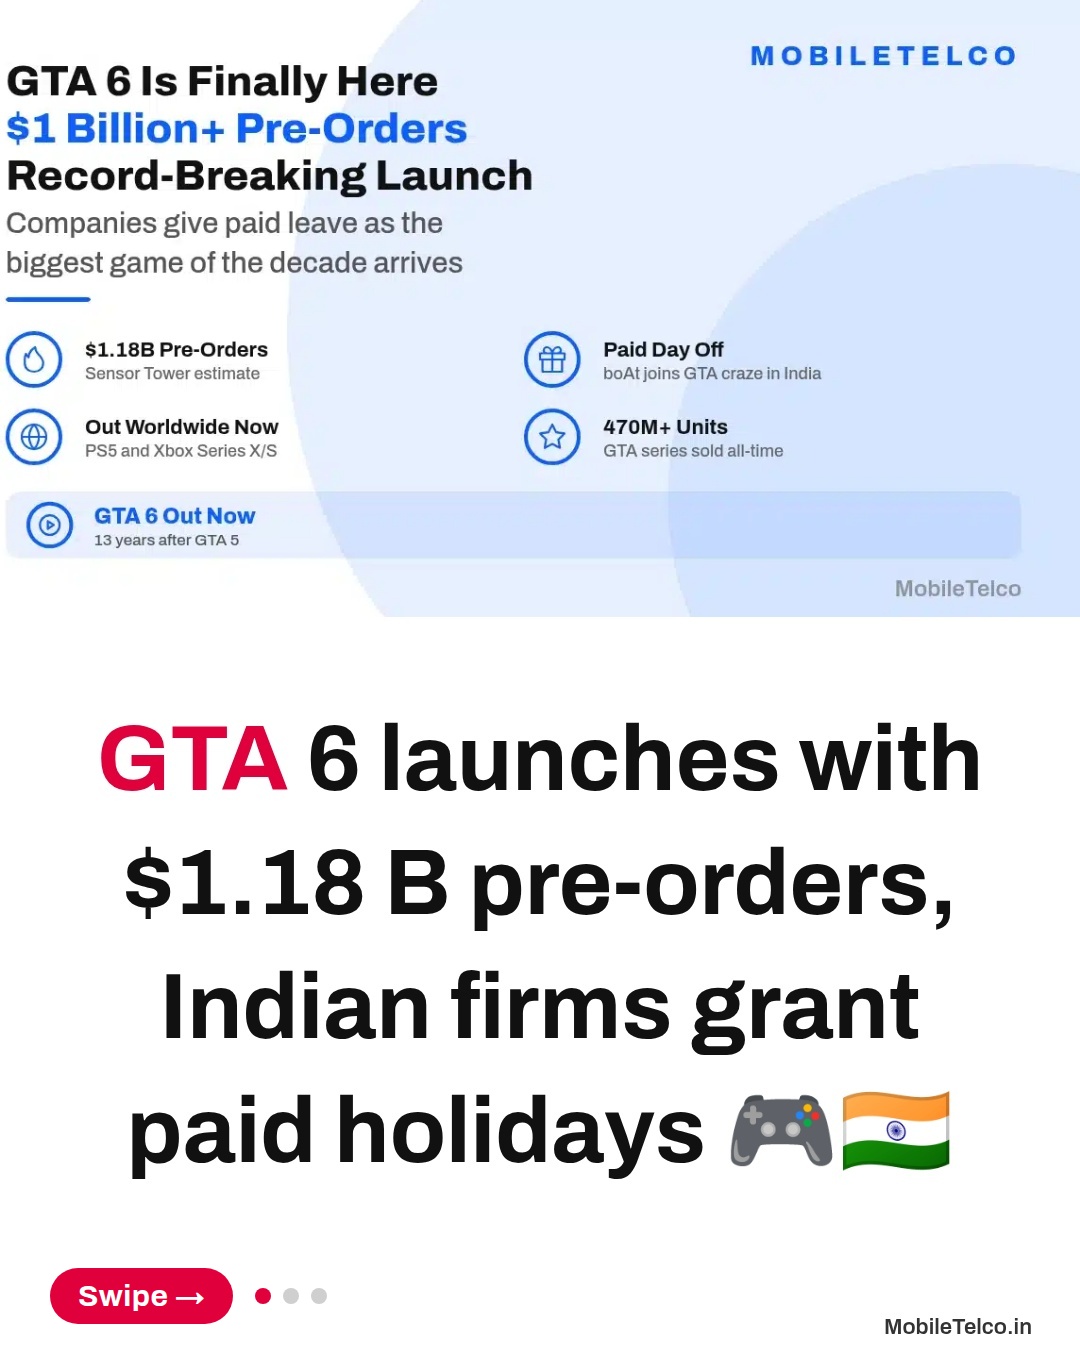 MOBILETELCO
GTA 6 Is Finally Here
$1 Billion+ Pre-Orders
Record-Breaking Launch
Companies give paid leave as the
biggest game of the decade arrives
$1.18B Pre-Orders
Sensor Tower estimate
Paid Day Off
boAt joins GTA craze in India
Out Worldwide Now
PS5 and Xbox Series X/S
470M+ Units
GTA series sold all-time
GTA 6 Out Now
13 years after GTA 5
MobileTelco
GTA 6 launches with
$1.18 B pre-orders,
Indian firms grant
paid holidays 🎮🇮🇳
Swipe →
MobileTelco.in